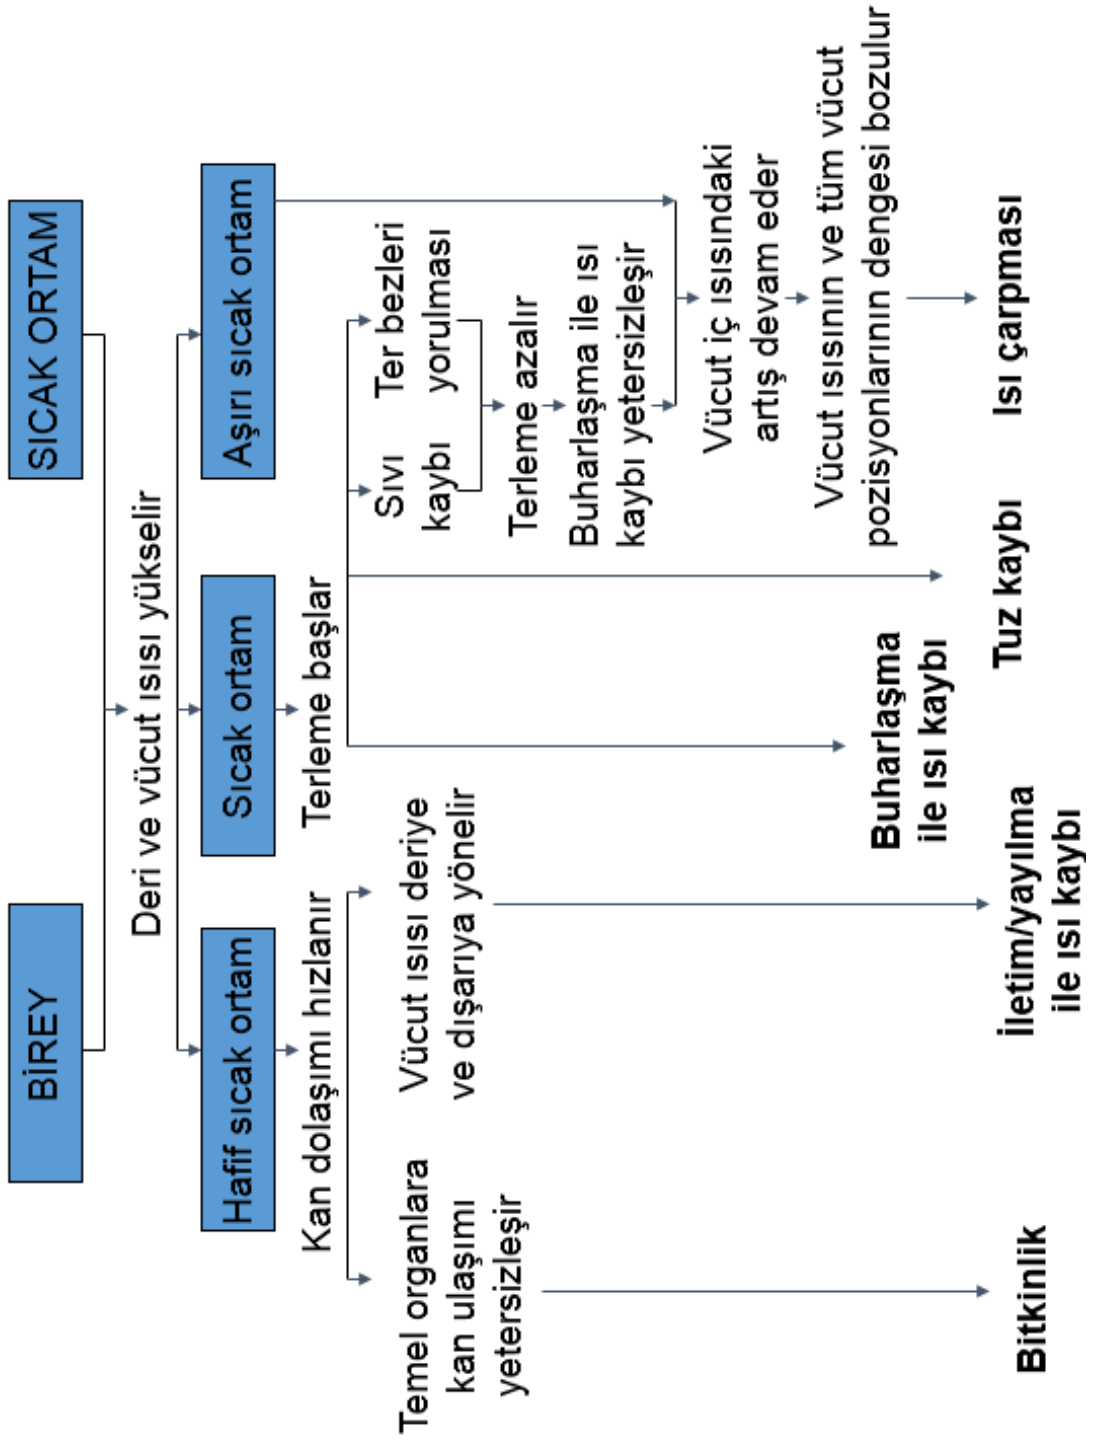 BİREY
SICAK ORTAM
Deri ve vücut ısısı yükselir
Hafif sıcak ortam
Sıcak ortam
Aşırı sıcak ortam
Kan dolaşımı hızlanır
Terleme başlar
Temel organlara
kan ulaşımı
yetersizleşir
Vücut ısısı deriye
ve dışarıya yönelir
Sıvı
kaybı
Ter bezleri
yorulması
Terleme azalır
Buharlaşma ile ısı
kaybı yetersizleşir
Vücut iç ısısındaki
artış devam eder
Vücut ısısının ve tüm vücut
pozisyonlarının dengesi bozulur
Bitkinlik
İletim/yayılma
ile ısı kaybı
Buharlaşma
ile ısı kaybı
Tuz kaybı
Isı çarpması